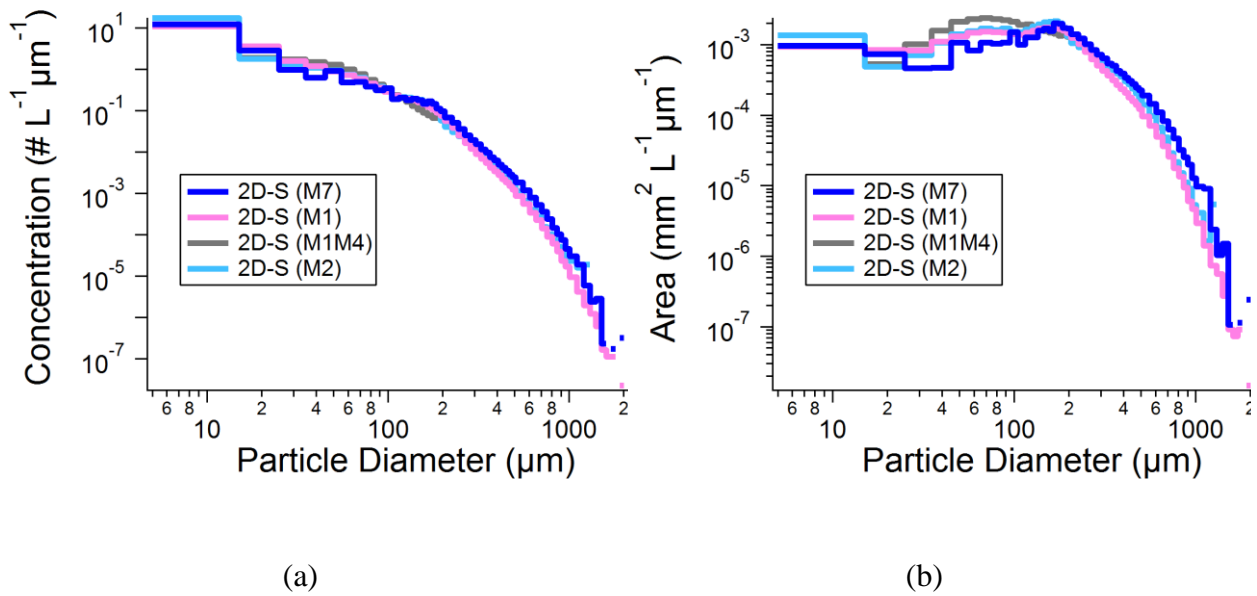 Concentration (# L⁻¹ µm⁻¹)
10¹
10⁻¹
10⁻³
10⁻⁵
10⁻⁷
2D-S (M7)
2D-S (M1)
2D-S (M1M4)
2D-S (M2)
6 8 2 4 6 8 2 4 6 8 2
10 100 1000
Particle Diameter (µm)
(a)
Area (mm² L⁻¹ µm⁻¹)
10⁻³
10⁻⁴
10⁻⁵
10⁻⁶
10⁻⁷
2D-S (M7)
2D-S (M1)
2D-S (M1M4)
2D-S (M2)
6 8 2 4 6 8 2 4 6 8 2
10 100 1000
Particle Diameter (µm)
(b)